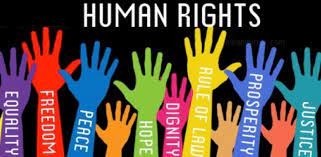 HUMAN RIGHTS
EQUALITY
FREEDOM
PEACE
HOPE
DIGNITY
RULE OF LAW
PROSPERITY
JUSTICE